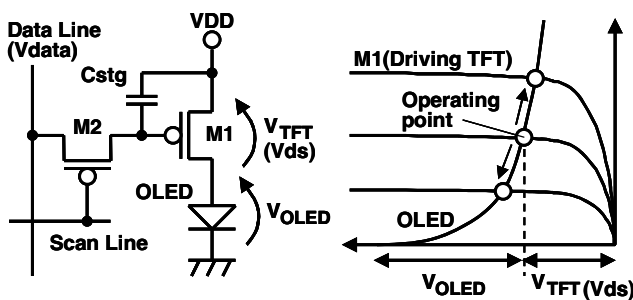 Data Line
(Vdata)
VDD
Cstg
M2
M1
VTFT
(Vds)
OLED
VOLED
Scan Line
M1(Driving TFT)
Operating
point
OLED
VOLED
VTFT (Vds)